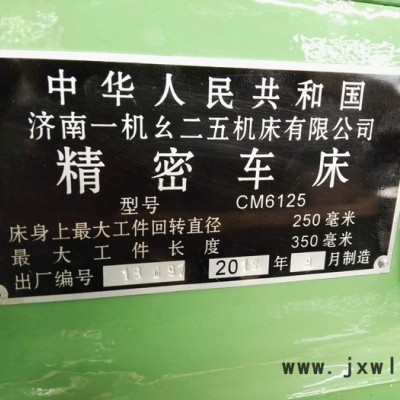 中华人民共和国
济南一机幺二五机床有限公司
精密车床
型号 CM6125
床身上最大工件回转直径 250毫米
最大工件长度 350毫米
出厂编号 年 9 月制造
www.jxwl